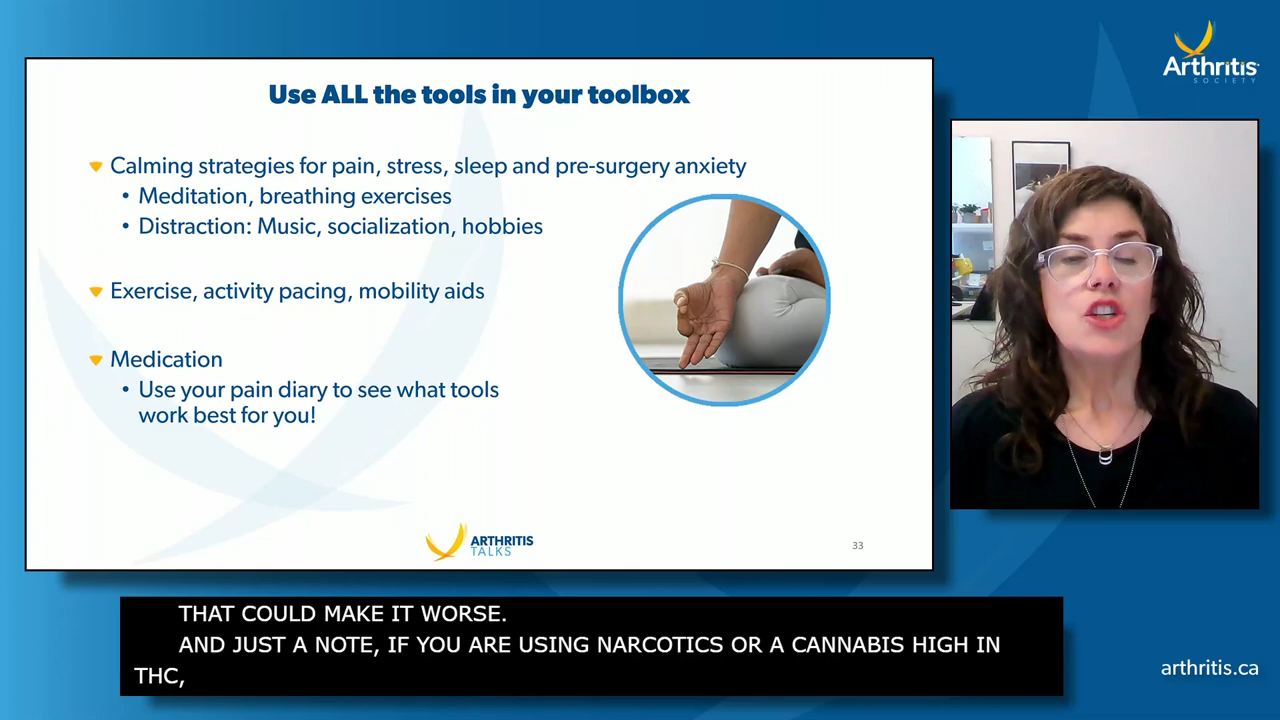 Use ALL the tools in your toolbox
Calming strategies for pain, stress, sleep and pre-surgery anxiety
• Meditation, breathing exercises
• Distraction: Music, socialization, hobbies
Exercise, activity pacing, mobility aids
Medication
• Use your pain diary to see what tools
work best for you!
ARTHRITIS
TALKS
33
Arthritis
SOCIETY
THAT COULD MAKE IT WORSE.
AND JUST A NOTE, IF YOU ARE USING NARCOTICS OR A CANNABIS HIGH IN
THC,
arthritis.ca